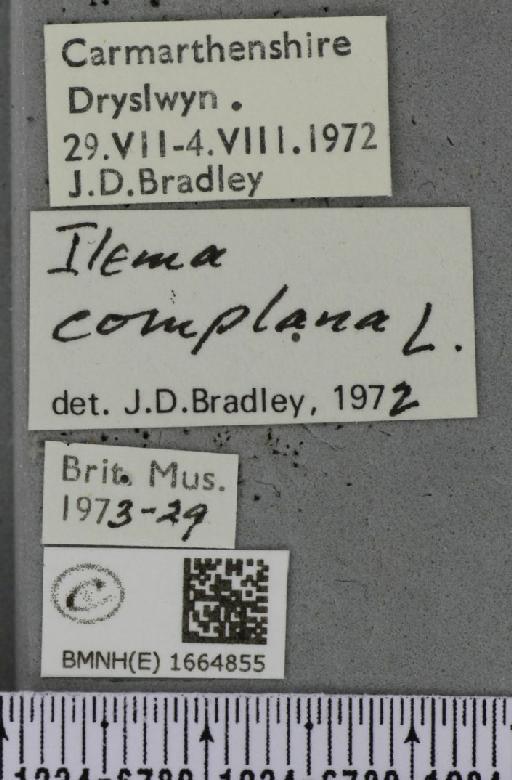 Carmarthenshire
Dryslwyn.
29.VII-4.VIII.1972
J.D.Bradley
Ilema
complana L.
det. J.D.Bradley, 1972
Brit. Mus.
1973-29
C
BMNH(E) 1664855